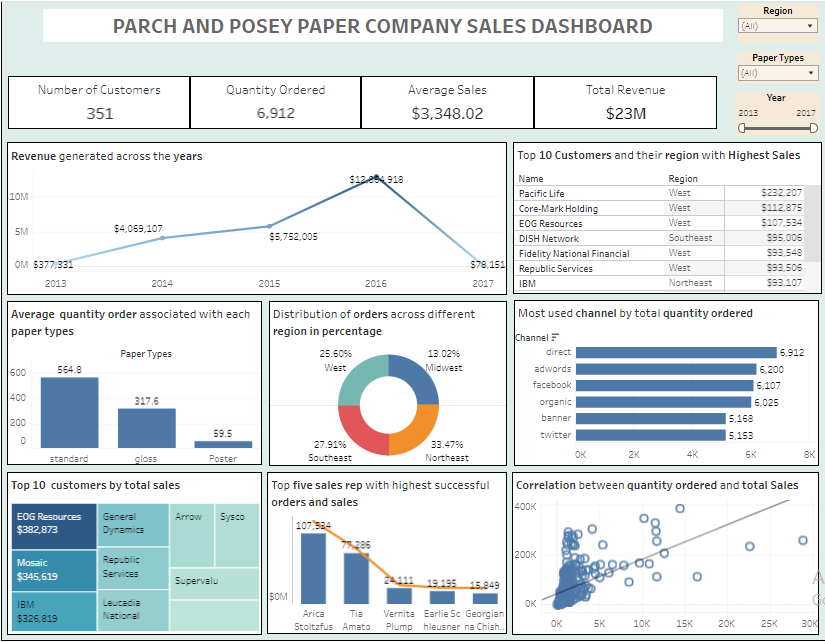 PARCH AND POSEY PAPER COMPANY SALES DASHBOARD
Region
(All)
Paper Types
(All)
Year
2013 2017
Number of Customers
351
Quantity Ordered
6,912
Average Sales
$3,348.02
Total Revenue
$23M
Revenue generated across the years
10M
5M
0M
$377,331
$4,069,107
$5,752,005
$78,151
2013 2014 2015 2016 2017
Top 10 Customers and their region with Highest Sales
Name Region
Pacific Life West $232,207
Core-Mark Holding West $112,875
EOG Resources West $107,534
DISH Network Southeast $95,006
Fidelity National Financial West $93,548
Republic Services West $93,506
IBM Northeast $93,107
Average quantity order associated with each
paper types
Paper Types
600
400
200
0
564.8
317.6
59.5
standard gloss Poster
Distribution of orders across different
region in percentage
25.60%
West
13.02%
Midwest
27.91%
Southeast
33.47%
Northeast
Most used channel by total quantity ordered
Channel
direct 6,912
adwords 6,200
facebook 6,107
organic 6,025
banner 5,168
twitter 5,153
0K 2K 4K 6K 8K
Top 10 customers by total sales
EOG Resources
$382,873
Mosaic
$345,619
IBM
$326,819
General
Dynamics
Republic
Services
Leucadia
National
Arrow
Sysco
Supervalu
Top five sales rep with highest successful
orders and sales
$0M
107,534
77,286
24,111
19,195
15,849
Arica
Stoltzfus
Tia
Amato
Vernita
Plump
Earlie Sc
hleusner
Georgian
na Chish..
Correlation between quantity ordered and total Sales
400K
200K
0K
0K 5K 10K 15K 20K 25K 30K